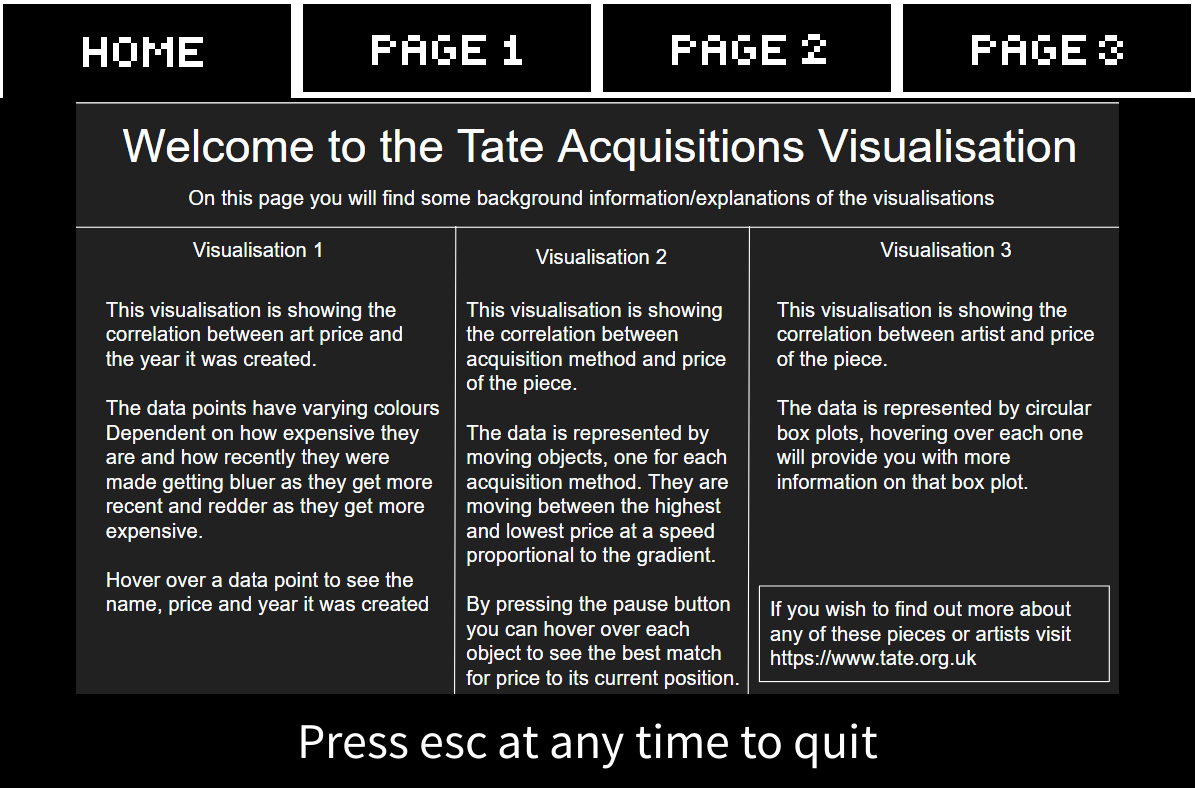 HOME
PAGE 1
PAGE 2
PAGE 3
Welcome to the Tate Acquisitions Visualisation
On this page you will find some background information/explanations of the visualisations
Visualisation 1
This visualisation is showing the
correlation between art price and
the year it was created.
The data points have varying colours
Dependent on how expensive they
are and how recently they were
made getting bluer as they get more
recent and redder as they get more
expensive.
Hover over a data point to see the
name, price and year it was created
Visualisation 2
This visualisation is showing
the correlation between
acquisition method and price
of the piece.
The data is represented by
moving objects, one for each
acquisition method. They are
moving between the highest
and lowest price at a speed
proportional to the gradient.
By pressing the pause button
you can hover over each
object to see the best match
for price to its current position.
Visualisation 3
This visualisation is showing the
correlation between artist and price
of the piece.
The data is represented by circular
box plots, hovering over each one
will provide you with more
information on that box plot.
If you wish to find out more about
any of these pieces or artists visit
https://www.tate.org.uk
Press esc at any time to quit